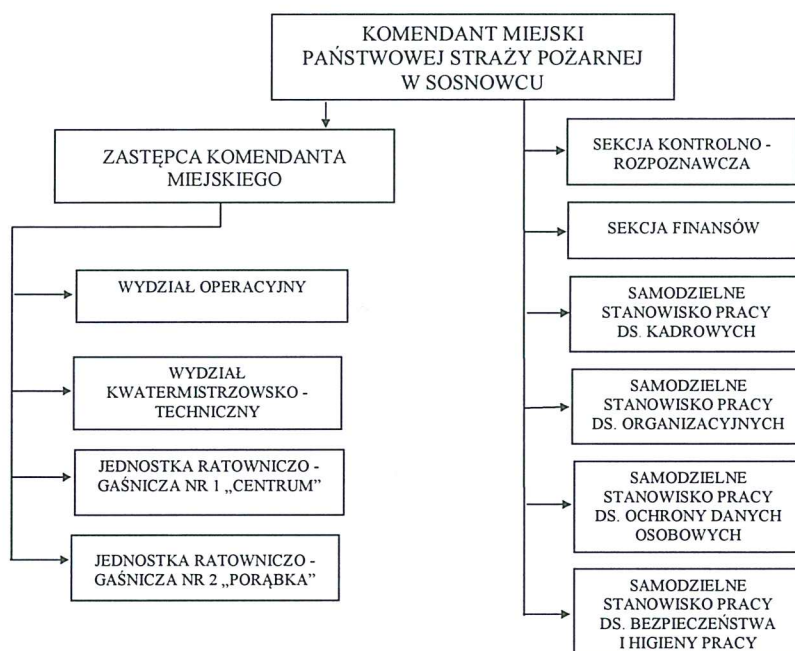 KOMENDANT MIEJSKI
PAŃSTWOWEJ STRAŻY POŻARNEJ
W SOSNOWCU
ZASTĘPCA KOMENDANTA
MIEJSKIEGO
WYDZIAŁ OPERACYJNY
WYDZIAŁ
KWATERMISTRZOWSKO -
TECHNICZNY
JEDNOSTKA RATOWNICZO -
GAŚNICZA NR 1 „CENTRUM”
JEDNOSTKA RATOWNICZO -
GAŚNICZA NR 2 „PORĄBKA”
SEKCJA KONTROLNO -
ROZPOZNAWCZA
SEKCJA FINANSÓW
SAMODZIELNE
STANOWISKO PRACY
DS. KADROWYCH
SAMODZIELNE
STANOWISKO PRACY
DS. ORGANIZACYJNYCH
SAMODZIELNE
STANOWISKO PRACY
DS. OCHRONY DANYCH
OSOBOWYCH
SAMODZIELNE
STANOWISKO PRACY
DS. BEZPIECZEŃSTWA
I HIGIENY PRACY